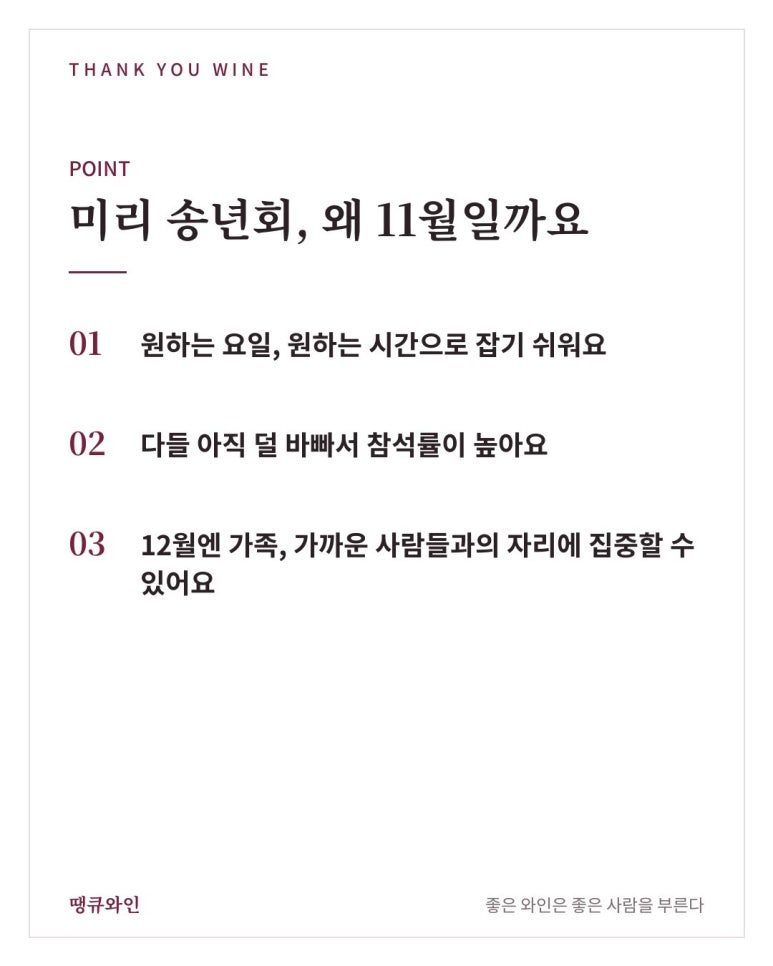 THANK YOU WINE
POINT
미리 송년회, 왜 11월일까요
01 원하는 요일, 원하는 시간으로 잡기 쉬워요
02 다들 아직 덜 바빠서 참석률이 높아요
03 12월엔 가족, 가까운 사람들과의 자리에 집중할 수
있어요
땡큐와인
좋은 와인은 좋은 사람을 부른다